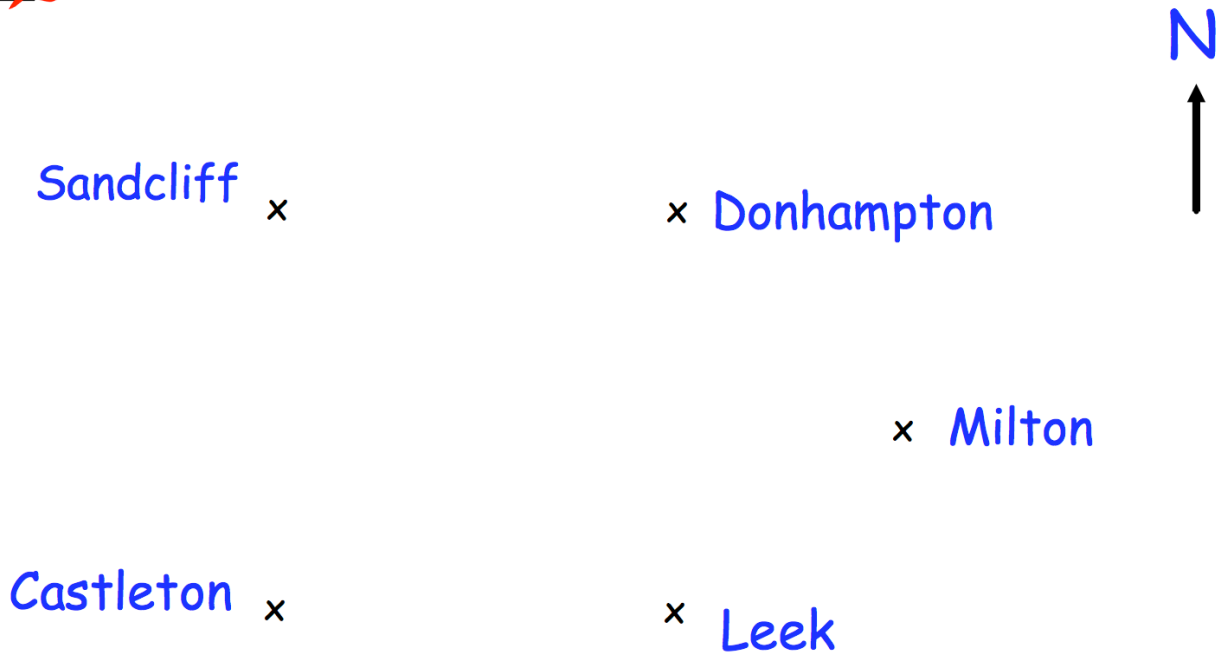 N
Sandcliff
x
x Donhampton
x Milton
Castleton x
x Leek